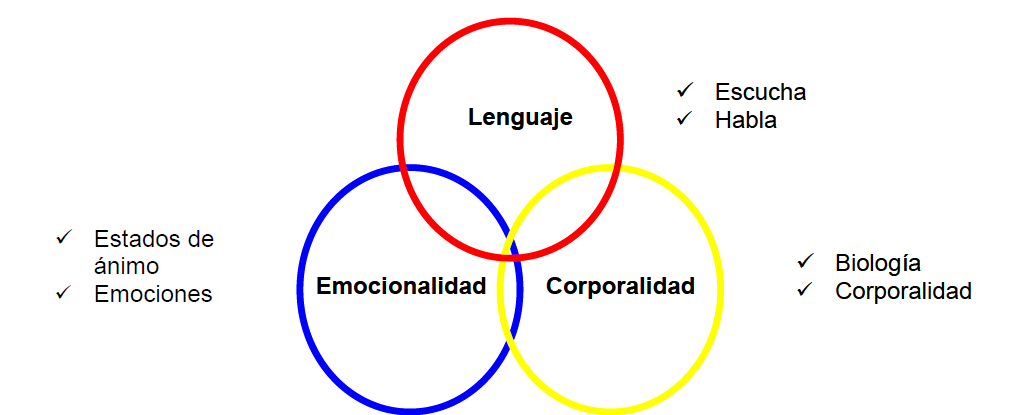 Lenguaje
✓ Escucha
✓ Habla
✓ Estados de
ánimo
✓ Emociones
Emocionalidad
Corporalidad
✓ Biología
✓ Corporalidad